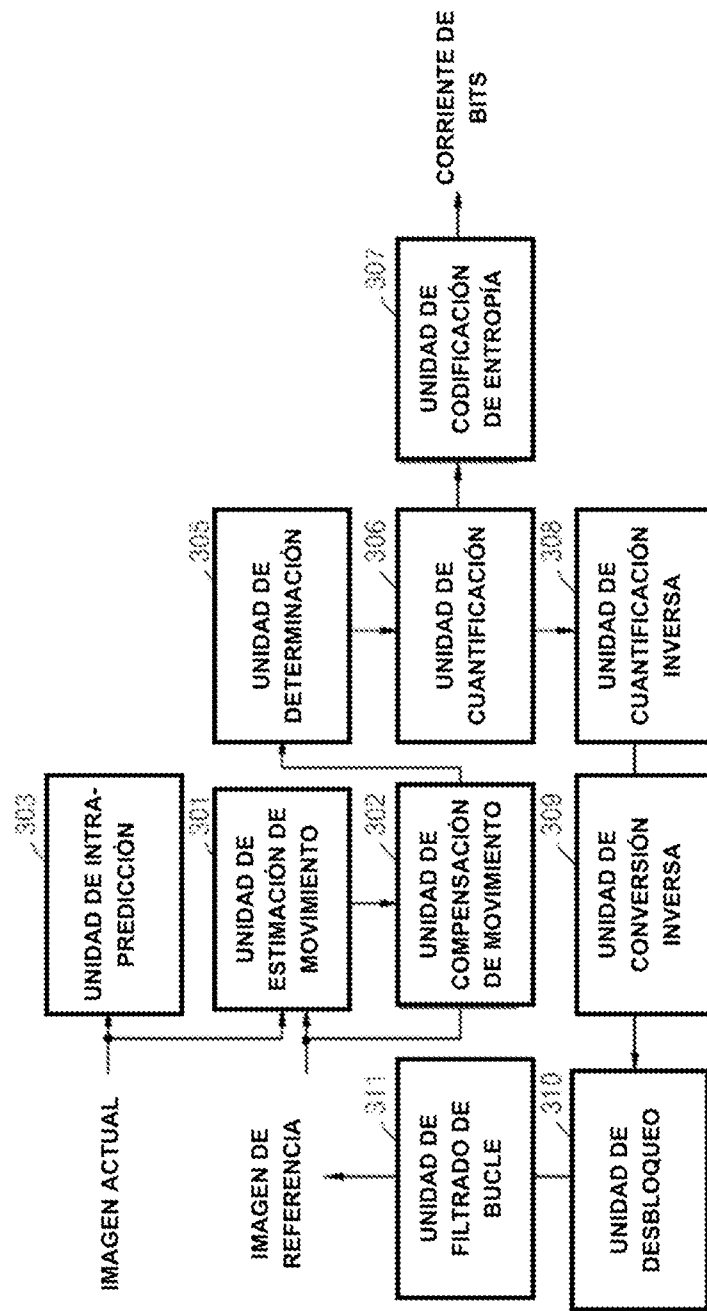 IMAGEN ACTUAL
303
UNIDAD DE INTRA-
PREDICCIÓN
IMAGEN DE
REFERENCIA
301
UNIDAD DE
ESTIMACIÓN DE
MOVIMIENTO
305
UNIDAD DE
DETERMINACIÓN
311
UNIDAD DE
FILTRADO DE
BUCLE
302
UNIDAD DE
COMPENSACIÓN
DE MOVIMIENTO
306
UNIDAD DE
CUANTIFICACIÓN
307
UNIDAD DE
CODIFICACIÓN
DE ENTROPÍA
CORRIENTE DE
BITS
310
UNIDAD DE
DESBLOQUEO
309
UNIDAD DE
CONVERSIÓN
INVERSA
308
UNIDAD DE
CUANTIFICACIÓN
INVERSA